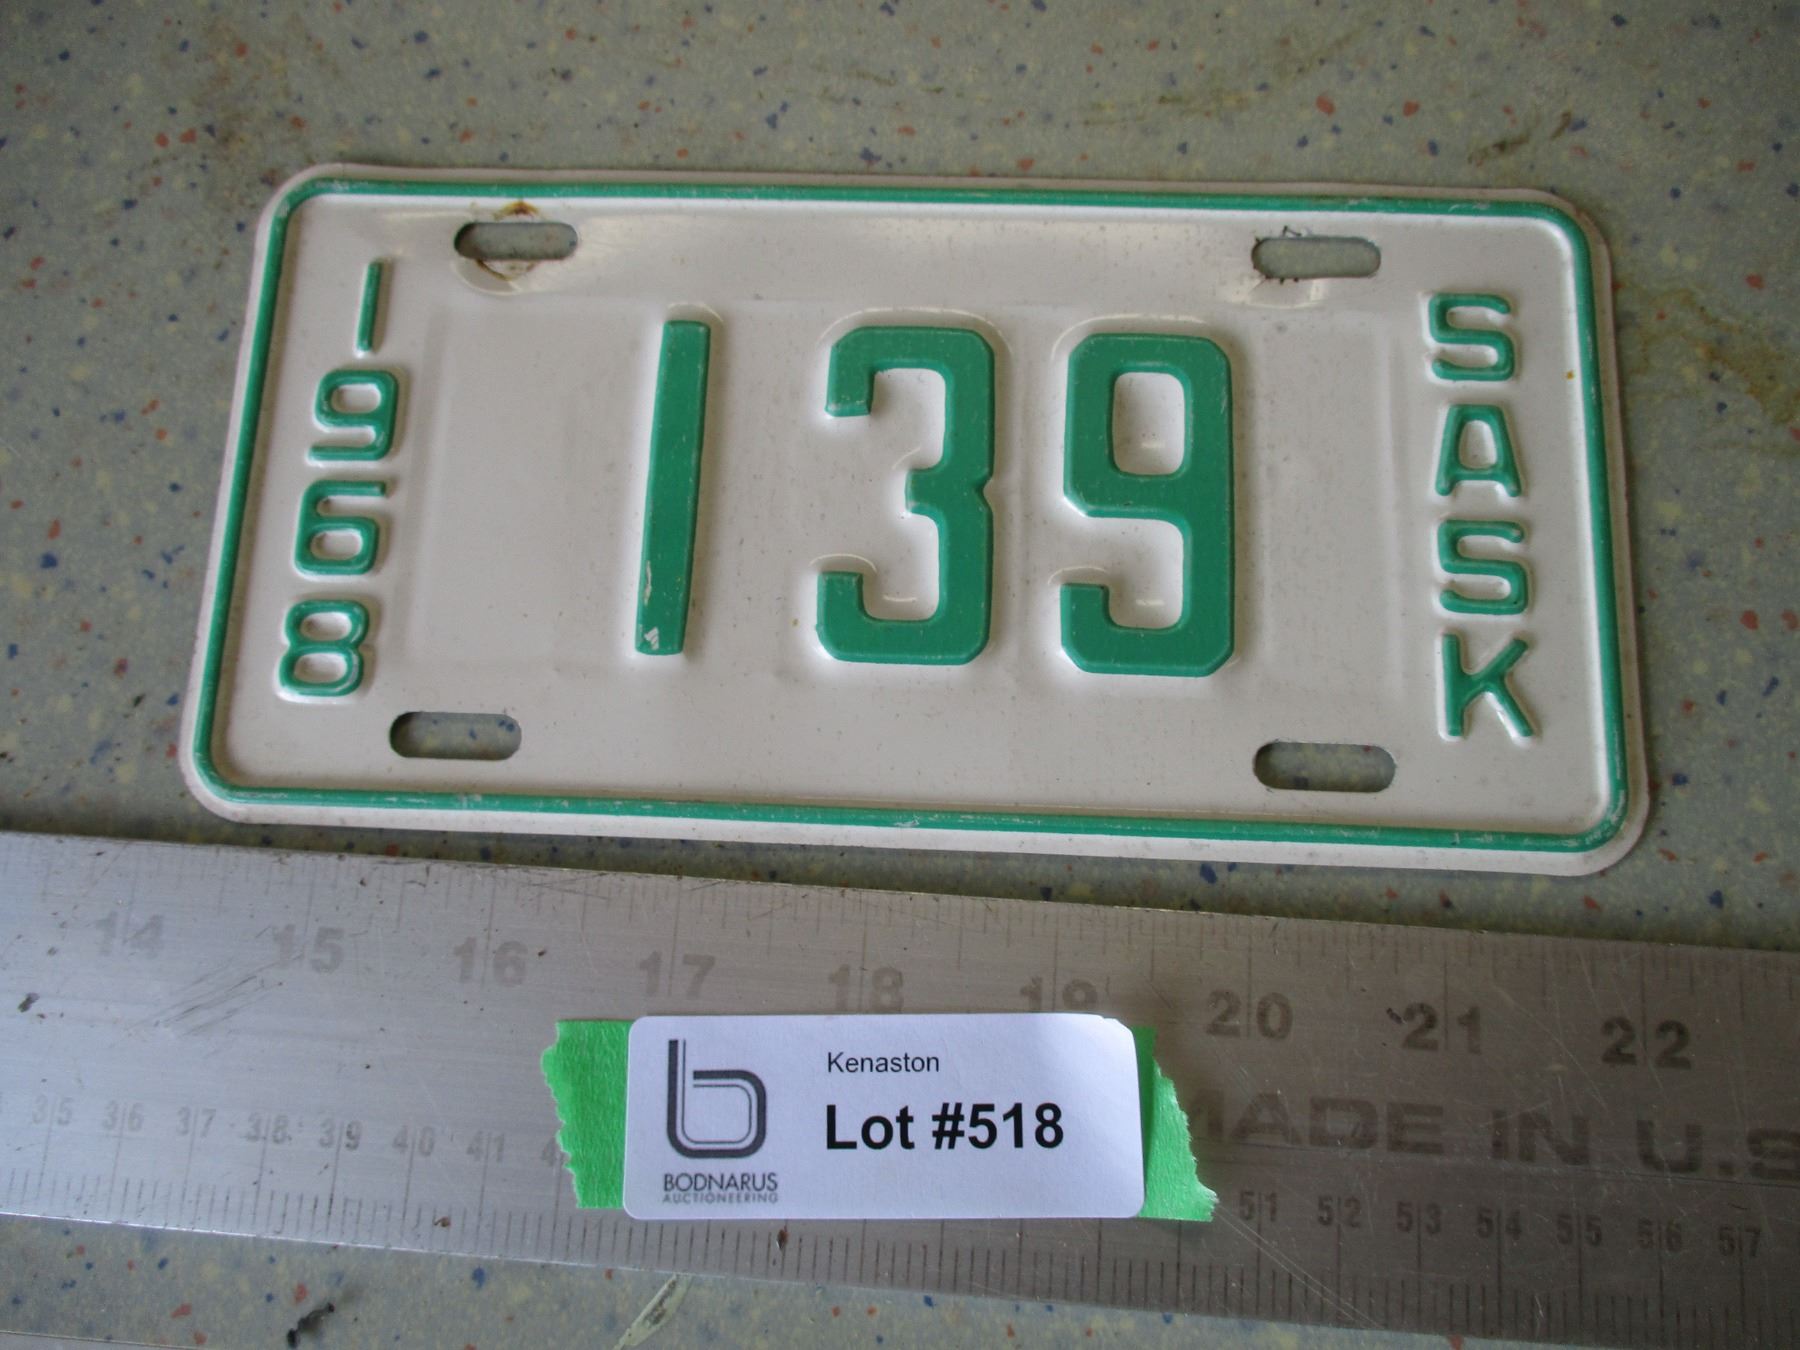 1968
139
SASK
14 15 16 17 18 19 20 21 22
MADE IN U.S
35 36 37 38 39 40 41
51 52 53 54 55 56 57
b
Kenaston
Lot #518
BODNARUS
AUCTIONEERING